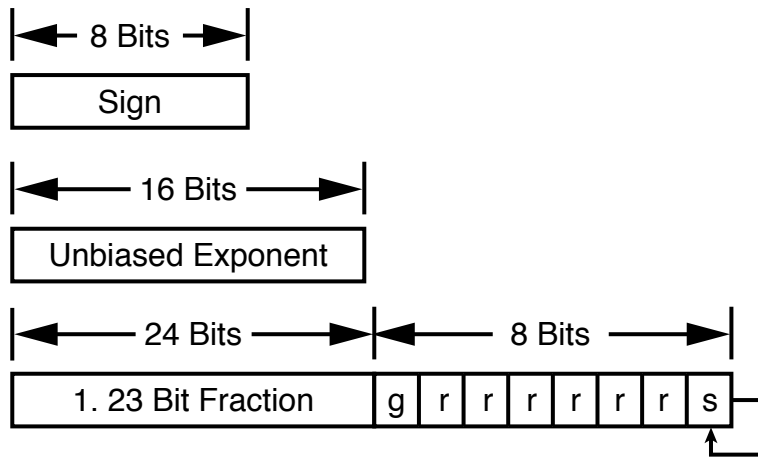 8 Bits
Sign
16 Bits
Unbiased Exponent
24 Bits 8 Bits
1. 23 Bit Fraction g r r r r r r s